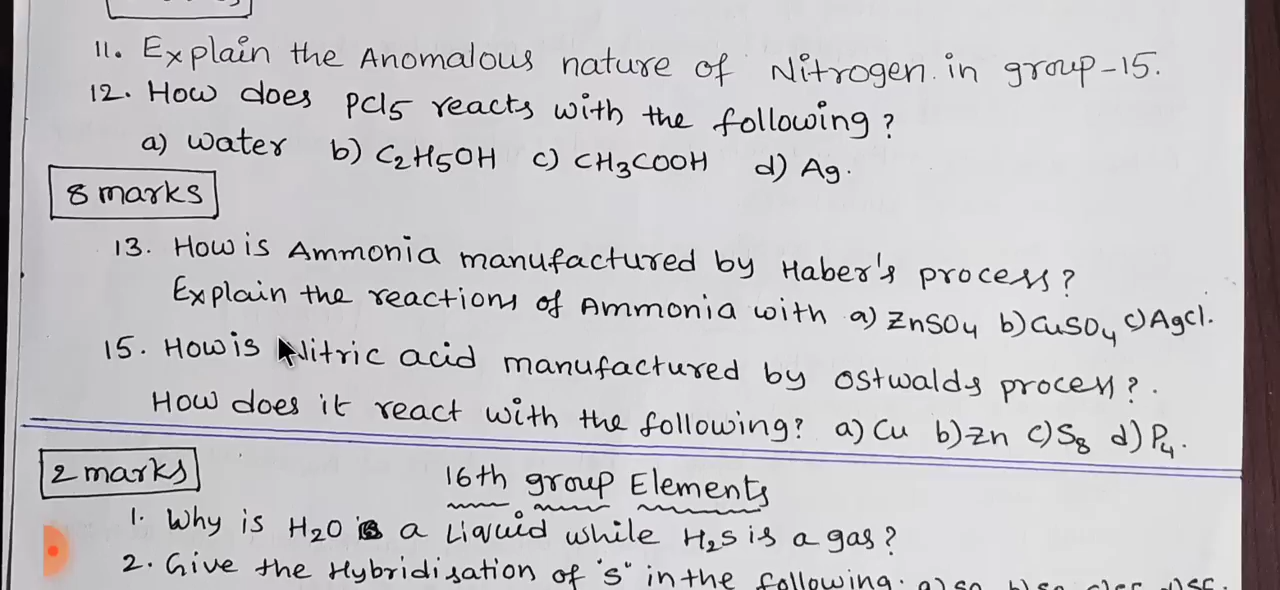 11. Explain the Anomalous nature of Nitrogen in group-15.
12. How does PCl5 reacts with the following?
a) water b) C2H5OH c) CH3COOH d) Ag.
8 marks
13. How is Ammonia manufactured by Haber's process?
Explain the reactions of Ammonia with a) ZnSO4 b) CuSO4 c) AgCl.
15. How is Nitric acid manufactured by Ostwalds process?.
How does it react with the following? a) Cu b) Zn c) S8 d) P4.
2 marks
16th group Elements
1. Why is H2O is a Liquid while H2S is a gas?
2. Give the Hybridisation of "S" in the following.